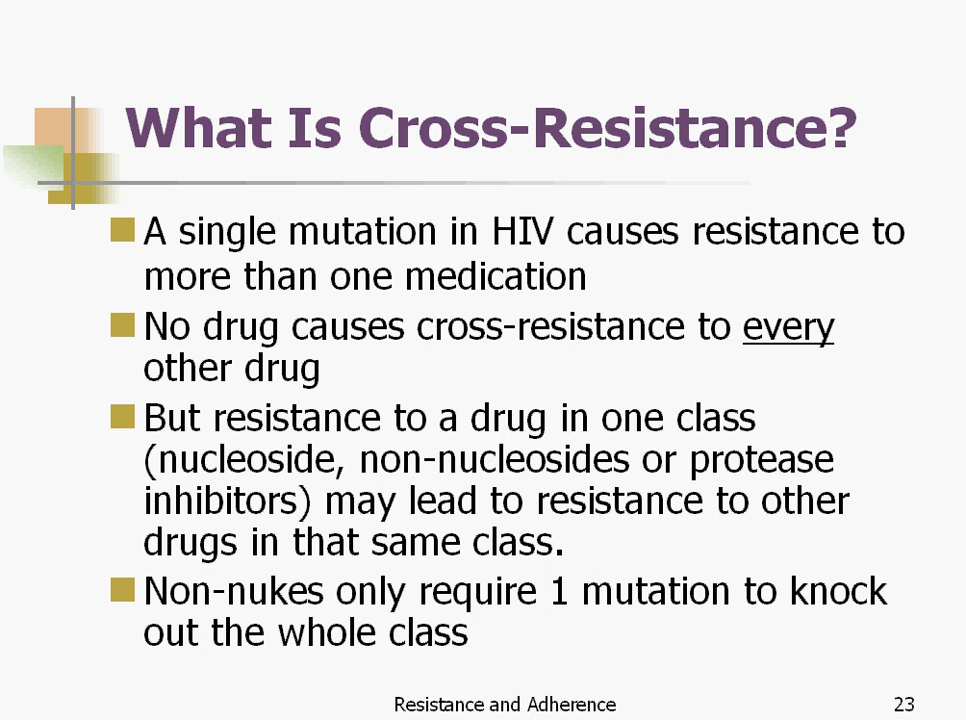 What Is Cross-Resistance?
A single mutation in HIV causes resistance to
more than one medication
No drug causes cross-resistance to every
other drug
But resistance to a drug in one class
(nucleoside, non-nucleosides or protease
inhibitors) may lead to resistance to other
drugs in that same class.
Non-nukes only require 1 mutation to knock
out the whole class
Resistance and Adherence
23